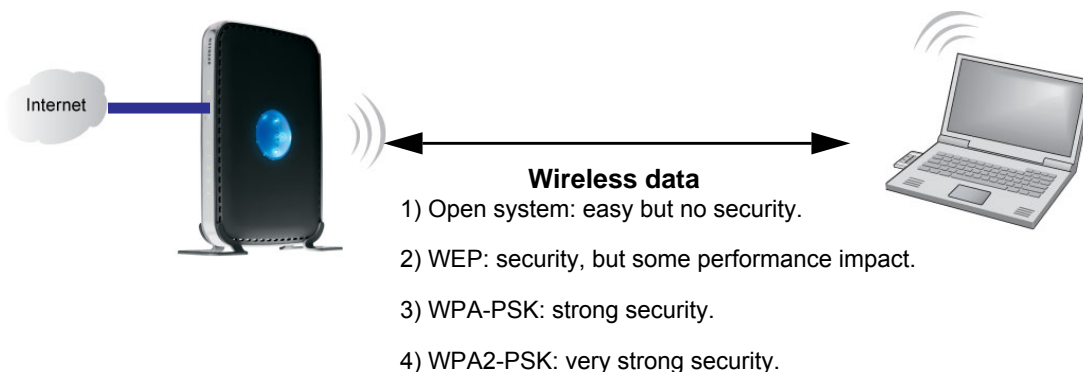 Internet
Wireless data
1) Open system: easy but no security.
2) WEP: security, but some performance impact.
3) WPA-PSK: strong security.
4) WPA2-PSK: very strong security.